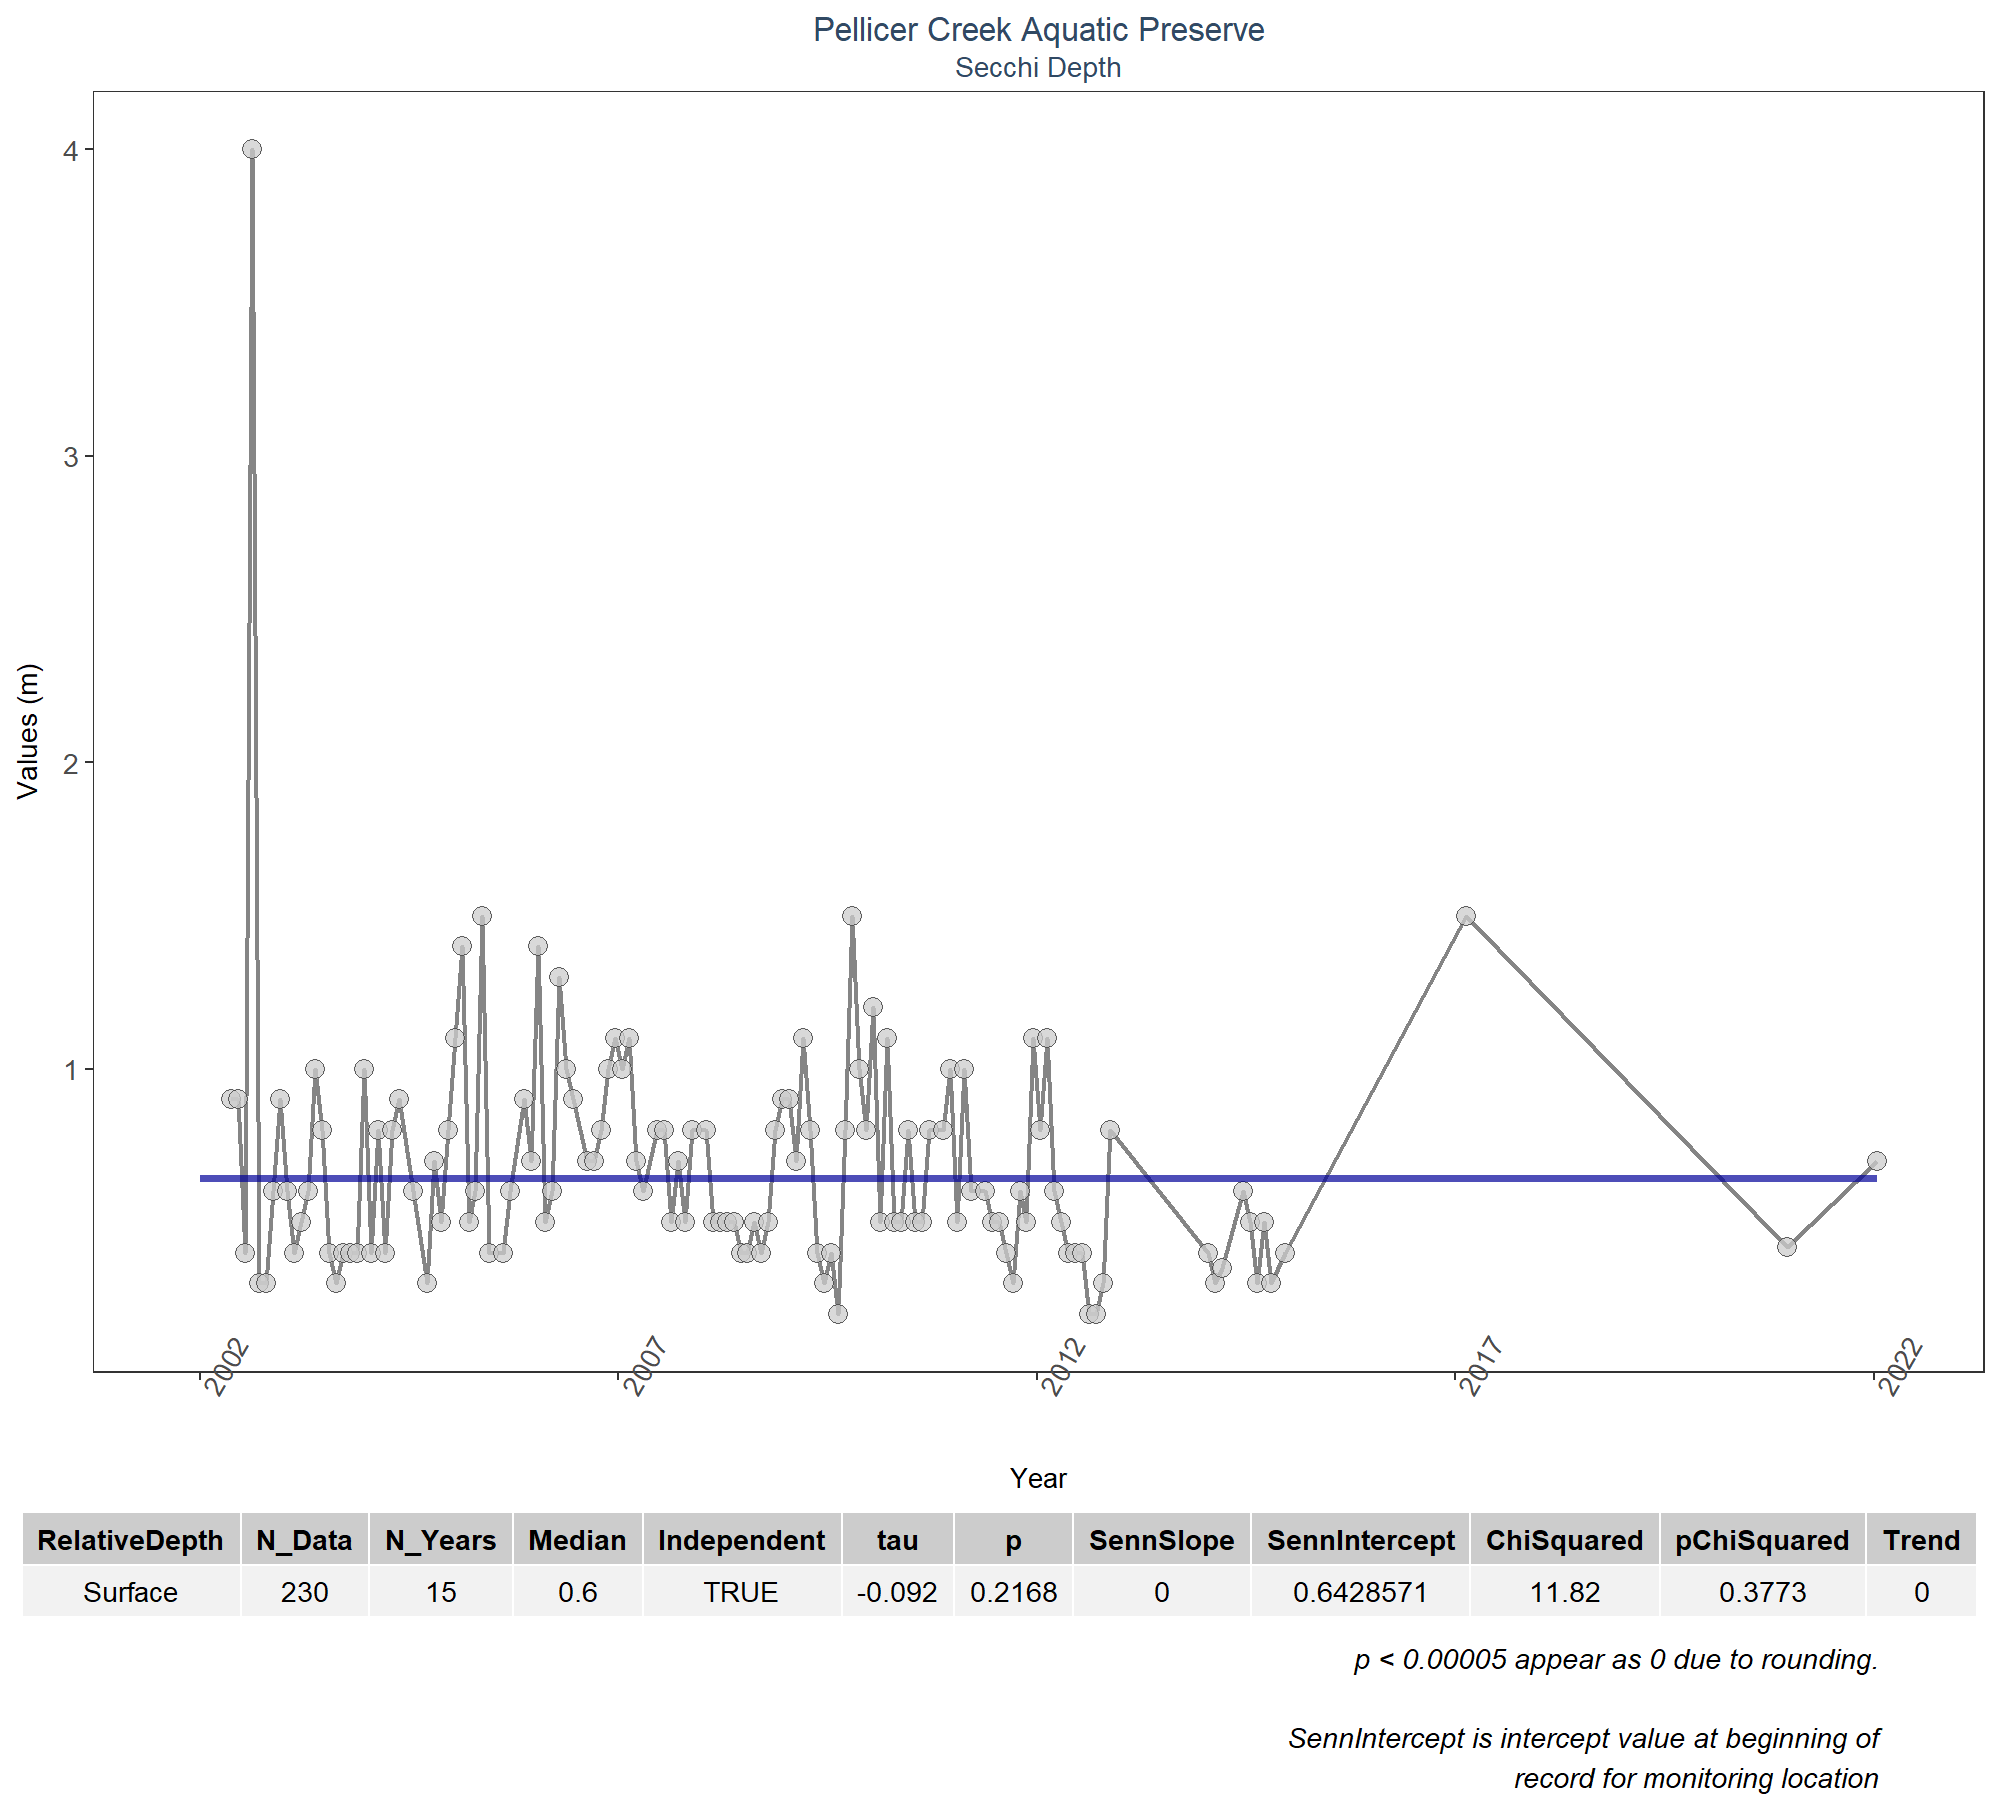 Pellicer Creek Aquatic Preserve
Secchi Depth
Values (m)
4
3
2
1
2002
2007
2012
2017
2022
Year
RelativeDepth N_Data N_Years Median Independent tau p SennSlope SennIntercept ChiSquared pChiSquared Trend
Surface 230 15 0.6 TRUE -0.092 0.2168 0 0.6428571 11.82 0.3773 0
p < 0.00005 appear as 0 due to rounding.
SennIntercept is intercept value at beginning of
record for monitoring location